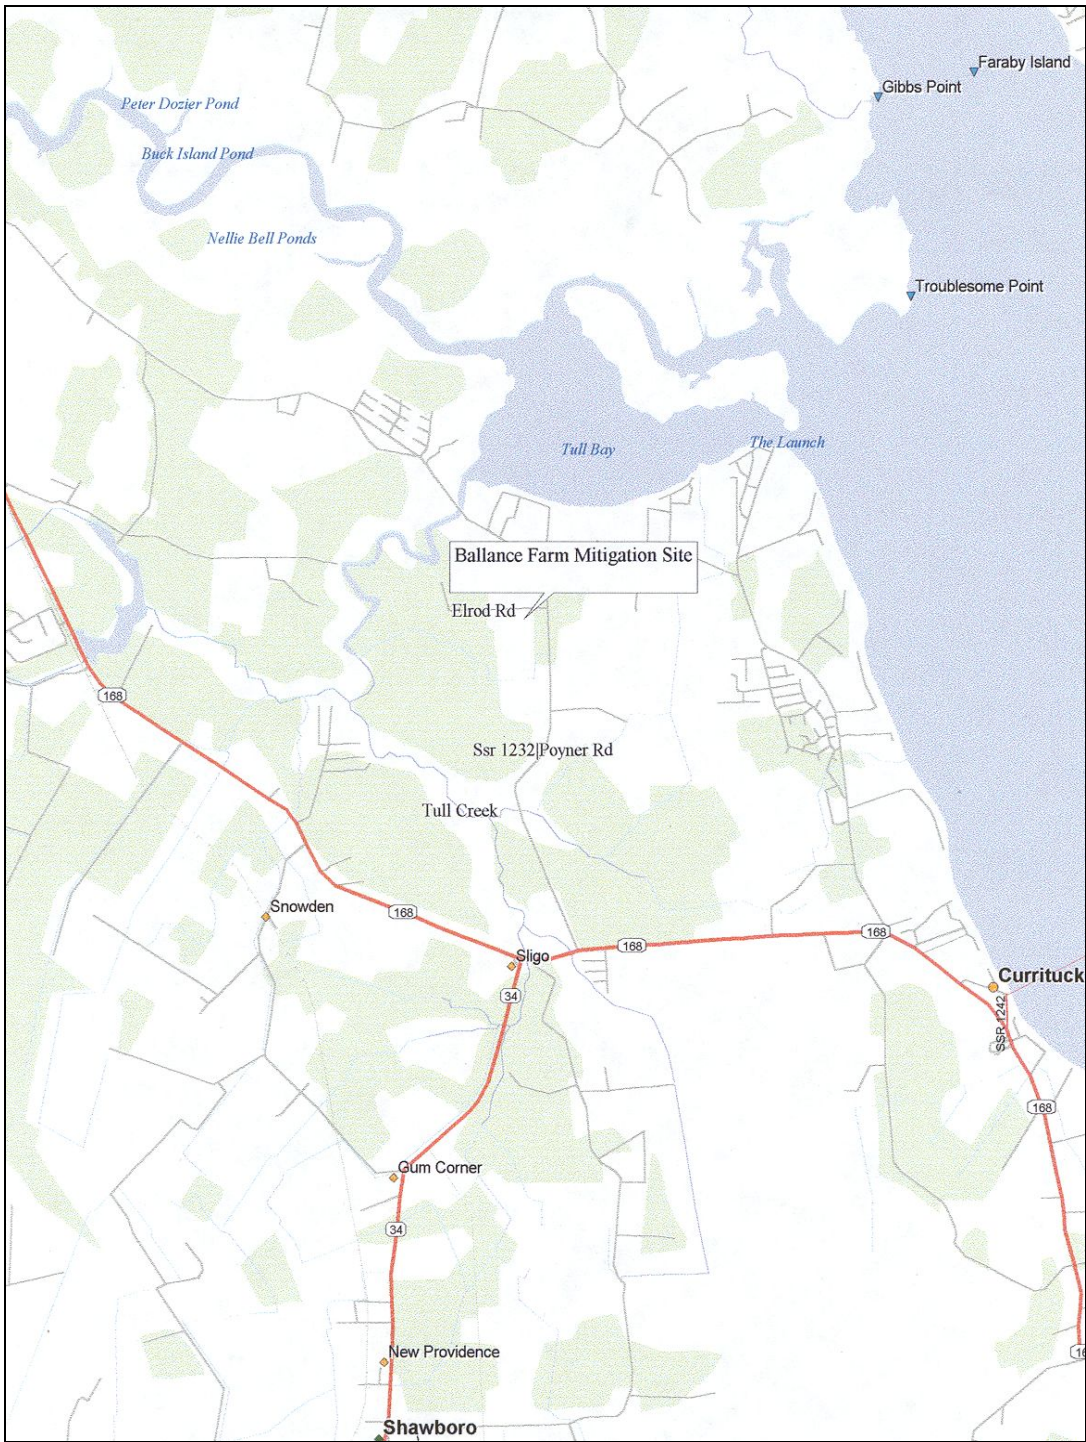 Faraby Island
Gibbs Point
Peter Dozier Pond
Buck Island Pond
Nellie Bell Ponds
Troublesome Point
Tull Bay
The Launch
Ballance Farm Mitigation Site
Elrod Rd
168
Ssr 1232|Poyner Rd
Tull Creek
Snowden
168
168
168
Sligo
34
Currituck
SSR 1242
168
Gum Corner
34
New Providence
16
Shawboro